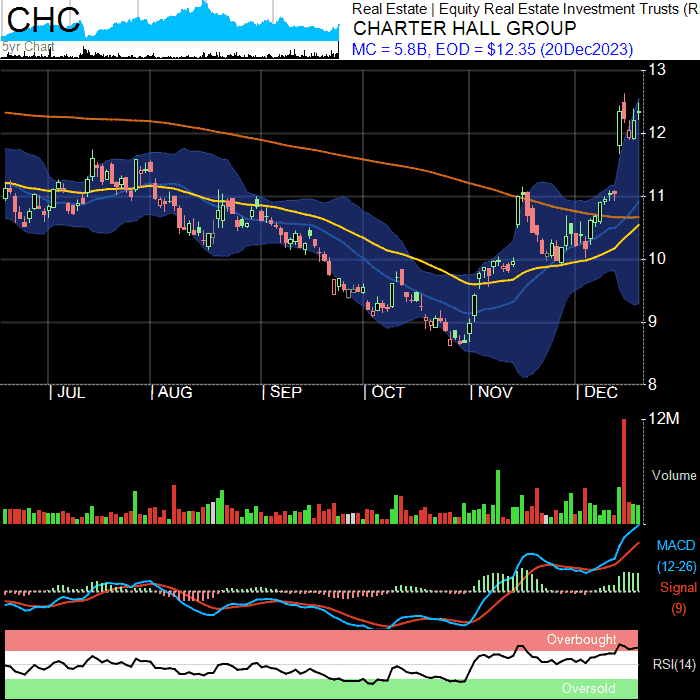 CHC
5yr Chart
Real Estate | Equity Real Estate Investment Trusts (R
CHARTER HALL GROUP
MC = 5.8B, EOD = $12.35 (20Dec2023)
13
12
11
10
9
8
| JUL | AUG | SEP | OCT | NOV | DEC
12M
Volume
MACD
(12-26)
Signal
(9)
Overbought
RSI(14)
Oversold